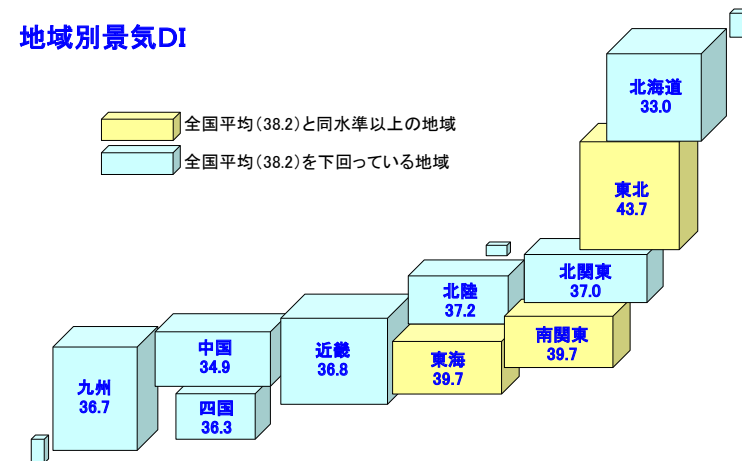 地域別景気DI
全国平均（38.2）と同水準以上の地域
全国平均（38.2）を下回っている地域
北海道
33.0
東北
43.7
北関東
37.0
北陸
37.2
南関東
39.7
東海
39.7
近畿
36.8
中国
34.9
四国
36.3
九州
36.7